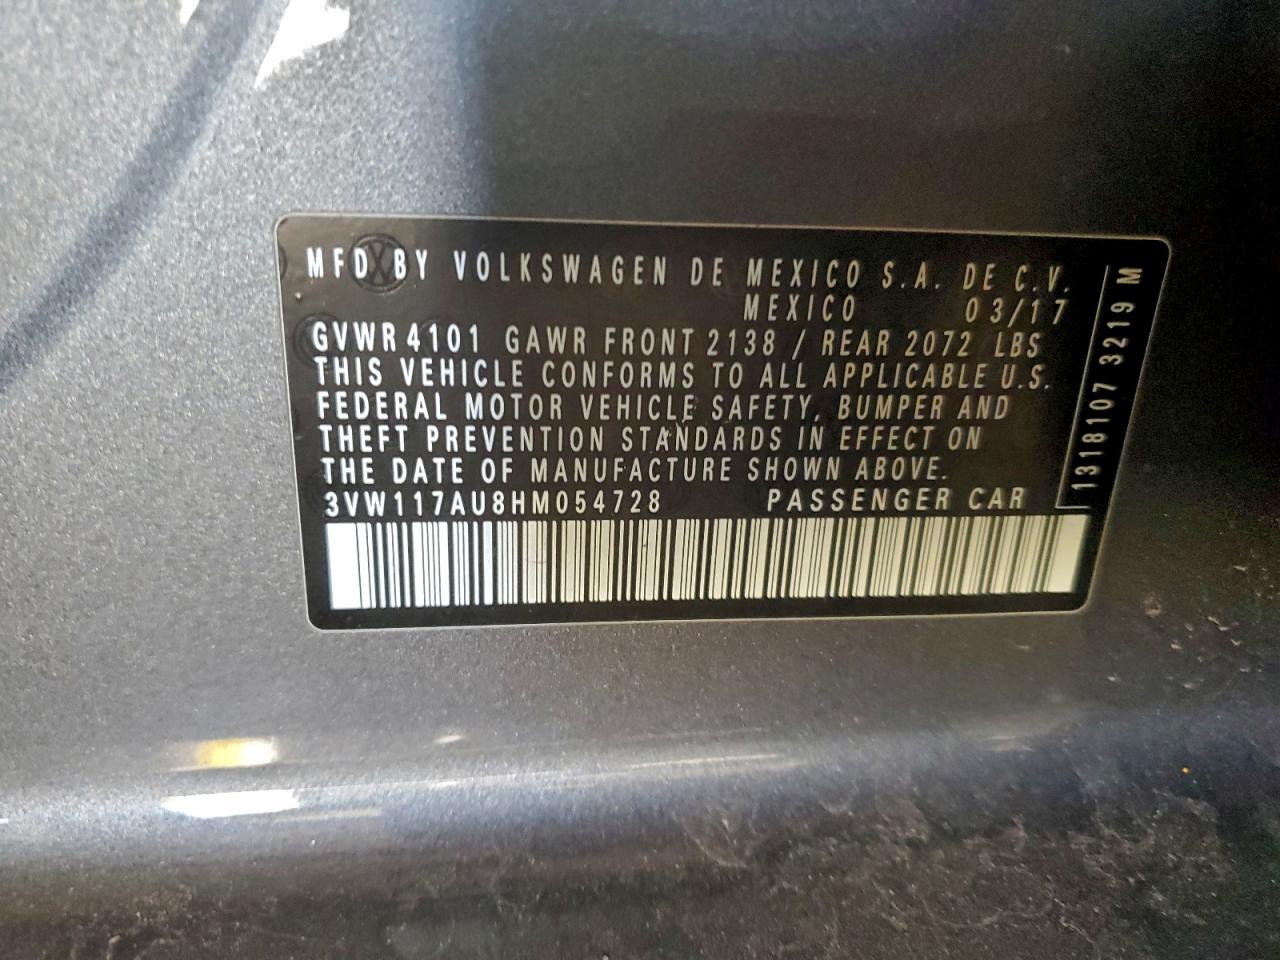 MFD BY VOLKSWAGEN DE MEXICO S.A. DE C.V.
MEXICO 03/17
GVWR 4101 GAWR FRONT 2138 / REAR 2072 LBS
THIS VEHICLE CONFORMS TO ALL APPLICABLE U.S.
FEDERAL MOTOR VEHICLE SAFETY, BUMPER AND
THEFT PREVENTION STANDARDS IN EFFECT ON
THE DATE OF MANUFACTURE SHOWN ABOVE.
3VW117AU8HM054728 PASSENGER CAR
1318107 3219 M